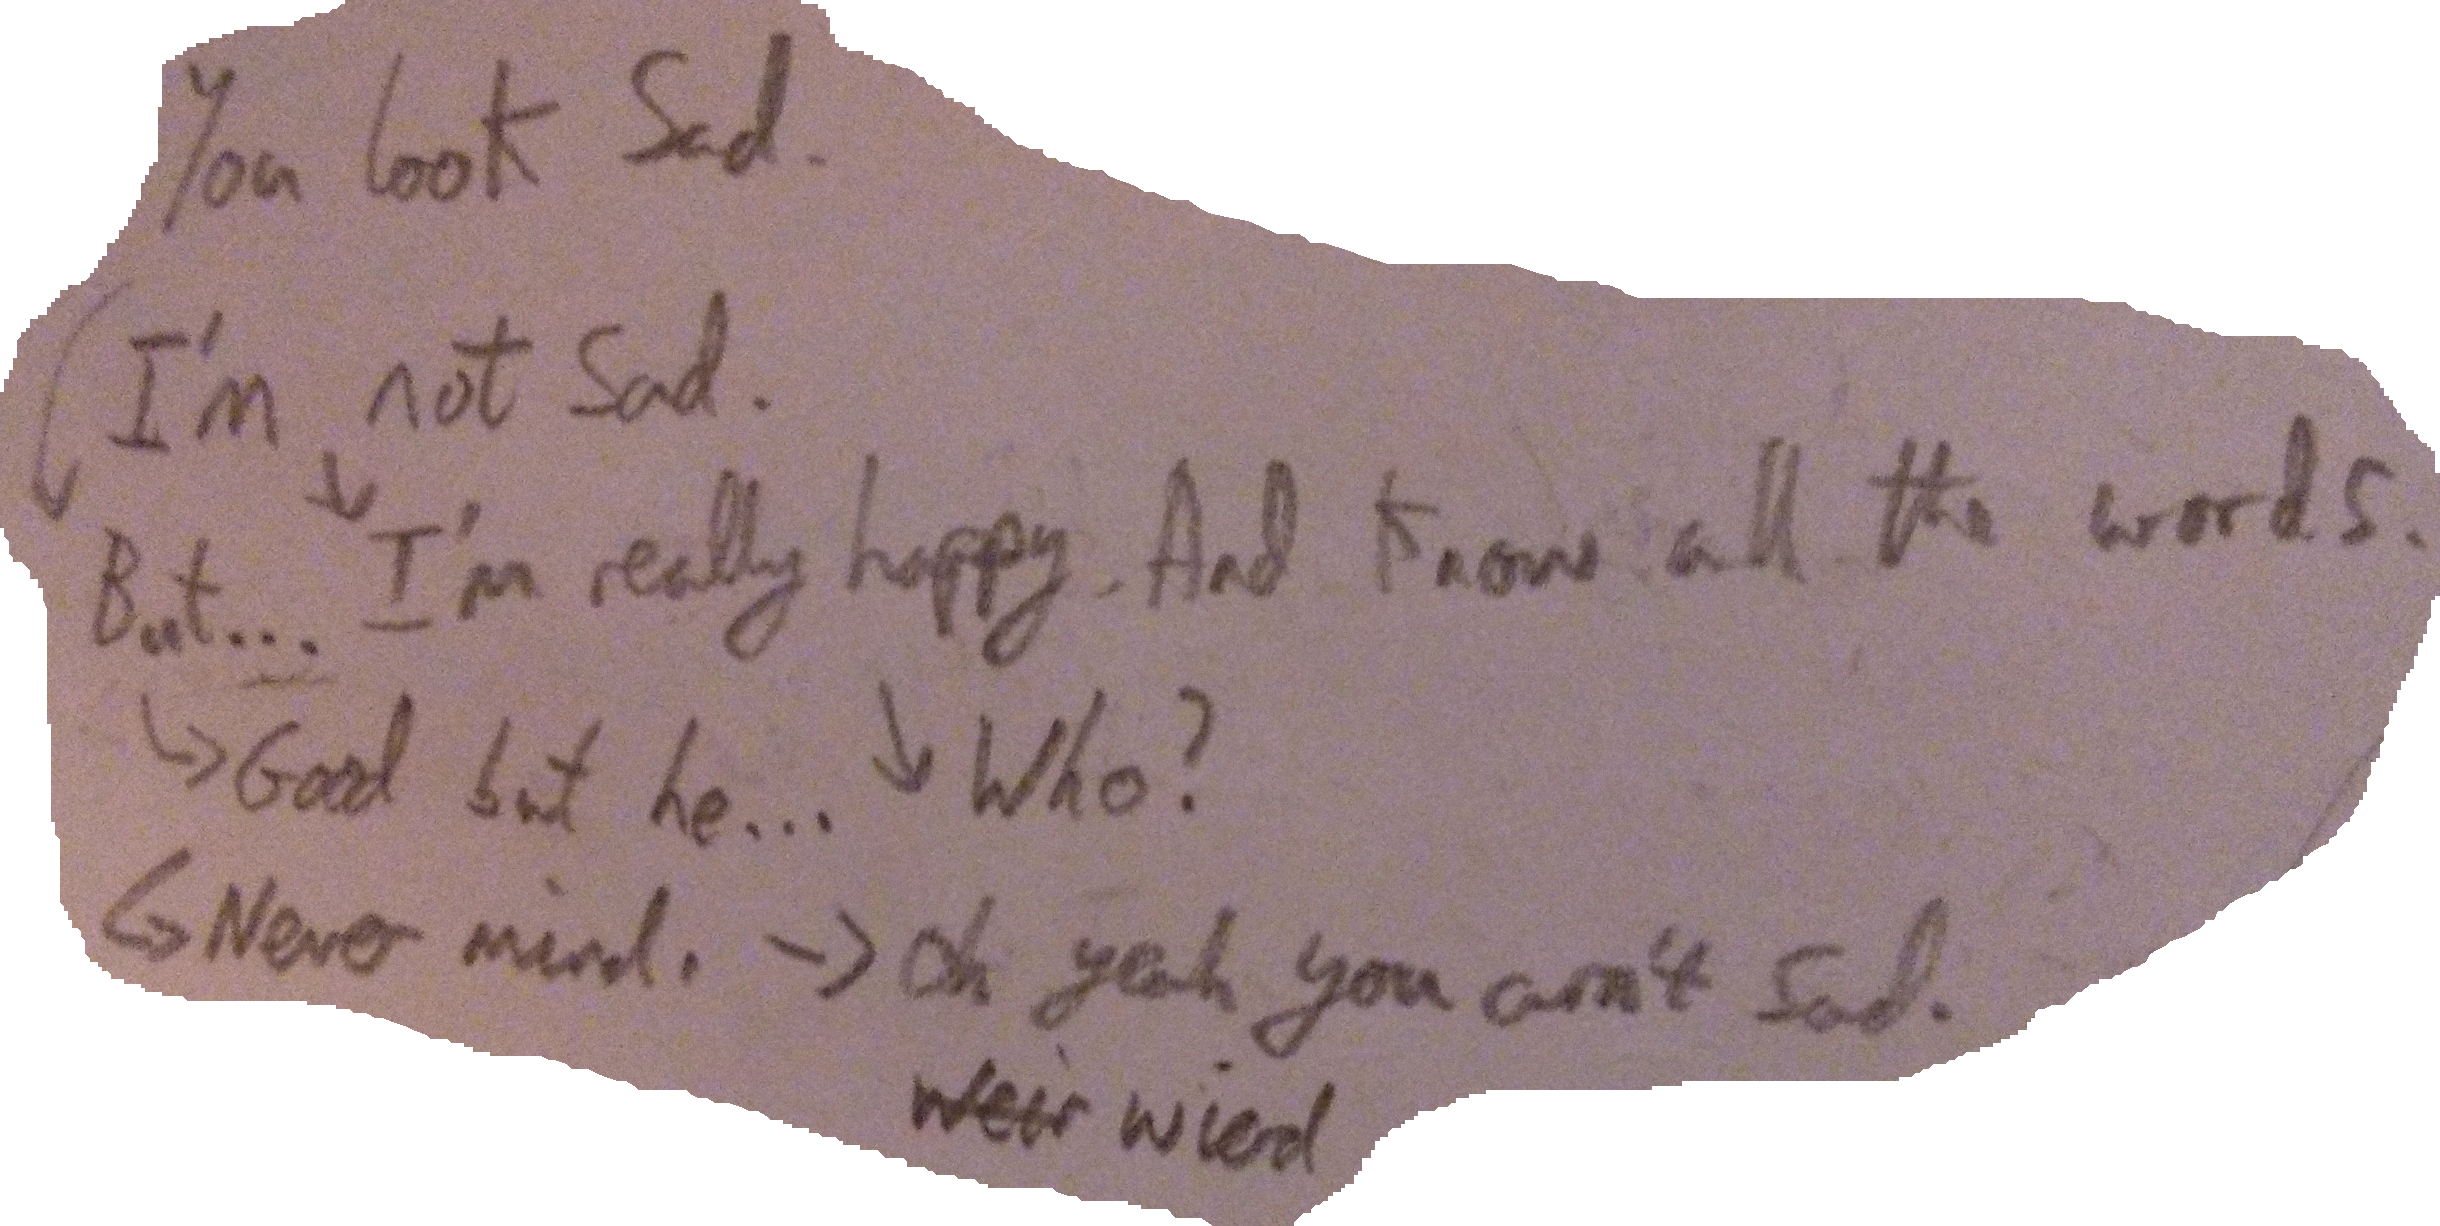 You look Sad.
I'm not Sad.
But... I'm really happy. And know all the words.
Good but he... Who?
Never mind. → Oh yeah you arn't sad.
weir wierd